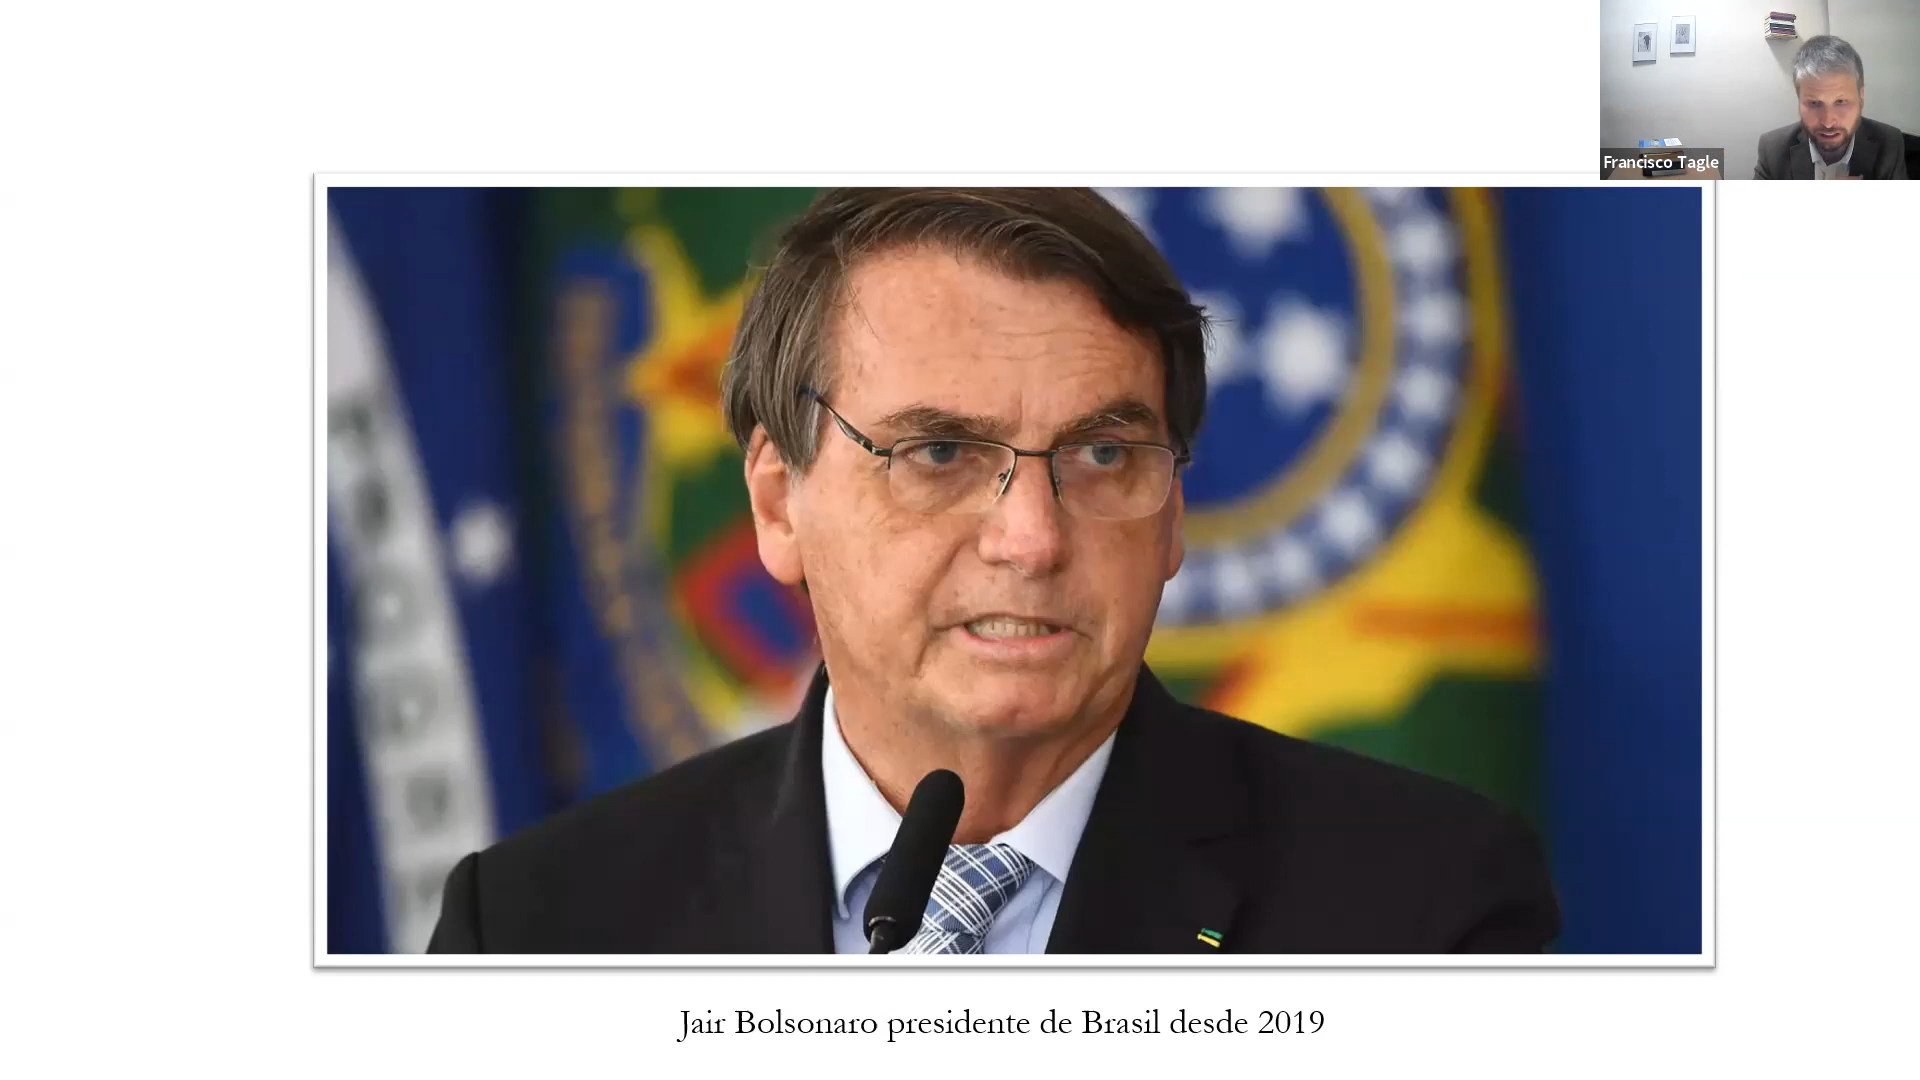 Francisco Tagle
Jair Bolsonaro presidente de Brasil desde 2019